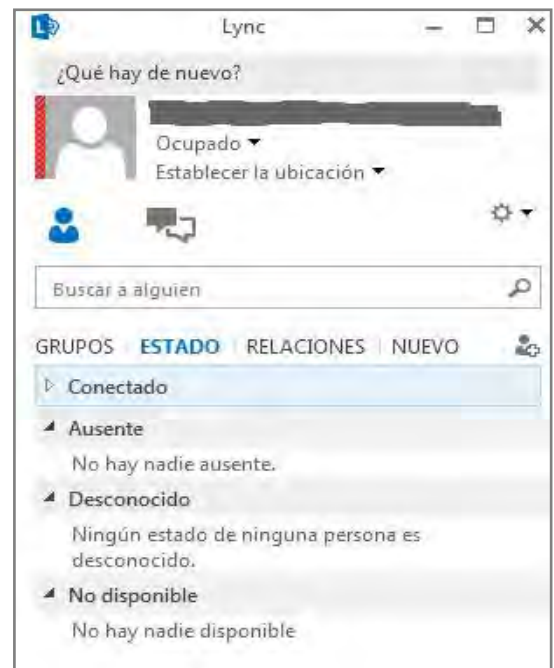 Lync
¿Qué hay de nuevo?
Ocupado
Establecer la ubicación
Buscar a alguien
GRUPOS ESTADO RELACIONES NUEVO
Conectado
Ausente
No hay nadie ausente.
Desconocido
Ningún estado de ninguna persona es
desconocido.
No disponible
No hay nadie disponible